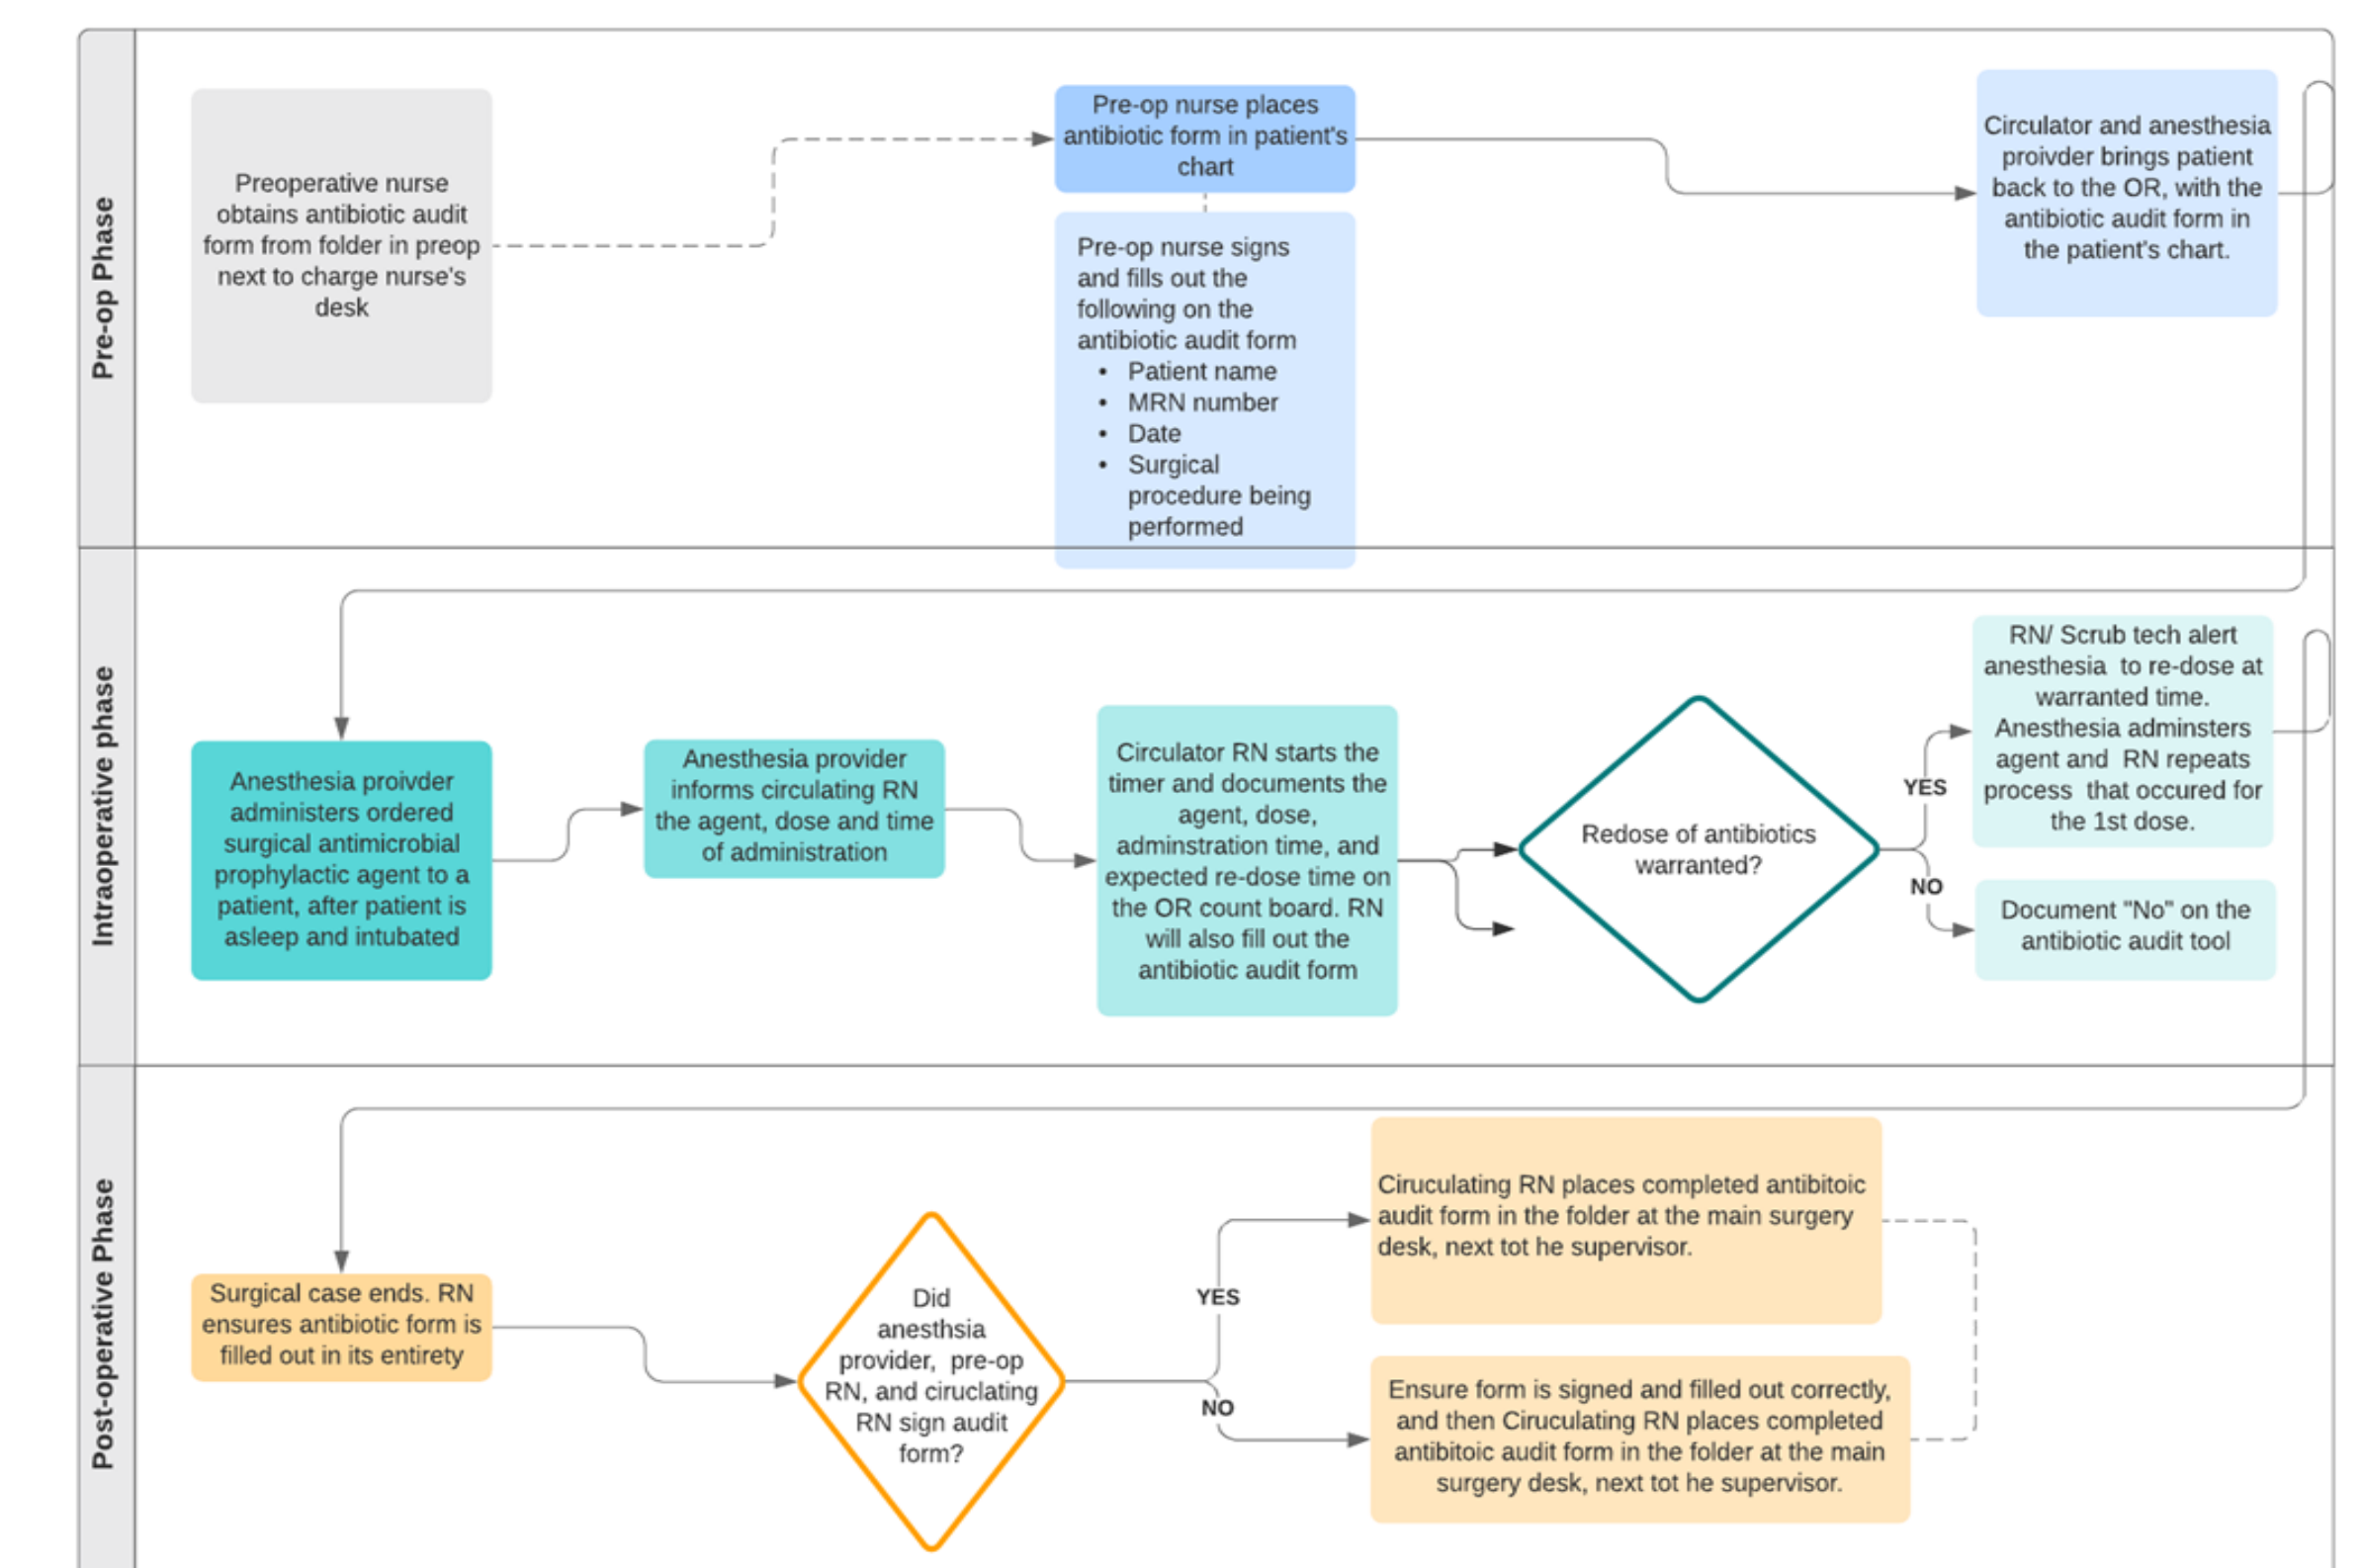 Pre-op Phase
Preoperative nurse
obtains antibiotic audit
form from folder in preop
next to charge nurse's
desk
Pre-op nurse places
antibiotic form in patient's
chart
Pre-op nurse signs
and fills out the
following on the
antibiotic audit form
• Patient name
• MRN number
• Date
• Surgical
procedure being
performed
Circulator and anesthesia
proivder brings patient
back to the OR, with the
antibiotic audit form in
the patient's chart.
Intraoperative phase
Anesthesia proivder
administers ordered
surgical antimicrobial
prophylactic agent to a
patient, after patient is
asleep and intubated
Anesthesia provider
informs circulating RN
the agent, dose and time
of administration
Circulator RN starts the
timer and documents the
agent, dose,
adminstration time, and
expected re-dose time on
the OR count board. RN
will also fill out the
antibiotic audit form
Redose of antibiotics
warranted?
YES
RN/ Scrub tech alert
anesthesia  to re-dose at
warranted time.
Anesthesia adminsters
agent and  RN repeats
process  that occured for
the 1st dose.
NO
Document "No" on the
antibiotic audit tool
Post-operative Phase
Surgical case ends. RN
ensures antibiotic form is
filled out in its entirety
Did
anesthsia
provider,  pre-op
RN, and ciruclating
RN sign audit
form?
YES
Ciruculating RN places completed antibitoic
audit form in the folder at the main surgery
desk, next tot he supervisor.
NO
Ensure form is signed and filled out correctly,
and then Ciruculating RN places completed
antibitoic audit form in the folder at the main
surgery desk, next tot he supervisor.